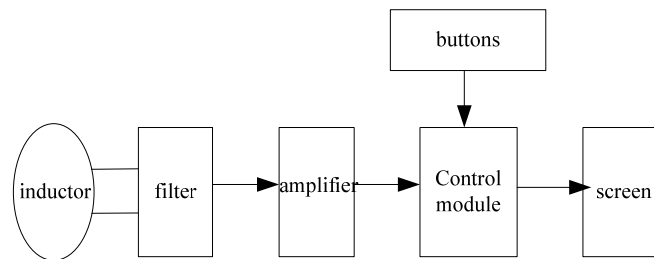 buttons
inductor
filter
amplifier
Control
module
screen